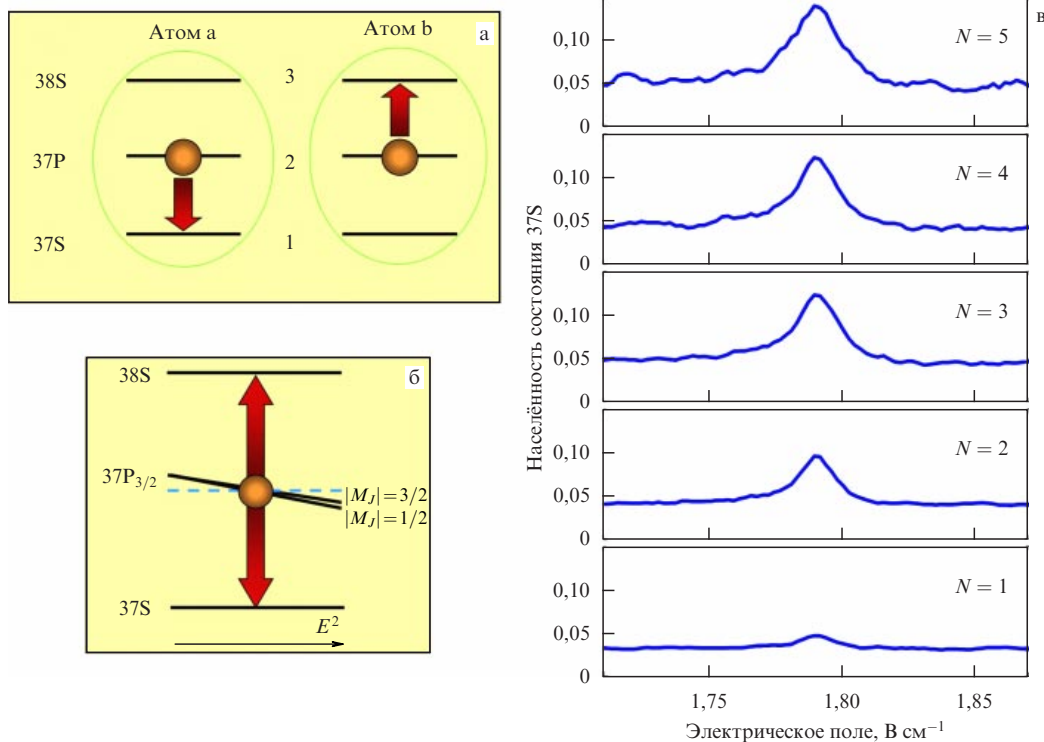 Атом a
Атом b
а
38S
3
37P
2
37S
1
б
38S
37P3/2
|MJ|=3/2
|MJ|=1/2
37S
E²
в
Населённость состояния 37S
0,10
0,05
0
N = 5
0,10
0,05
0
N = 4
0,10
0,05
0
N = 3
0,10
0,05
0
N = 2
0,10
0,05
0
N = 1
1,75 1,80 1,85
Электрическое поле, В см⁻¹